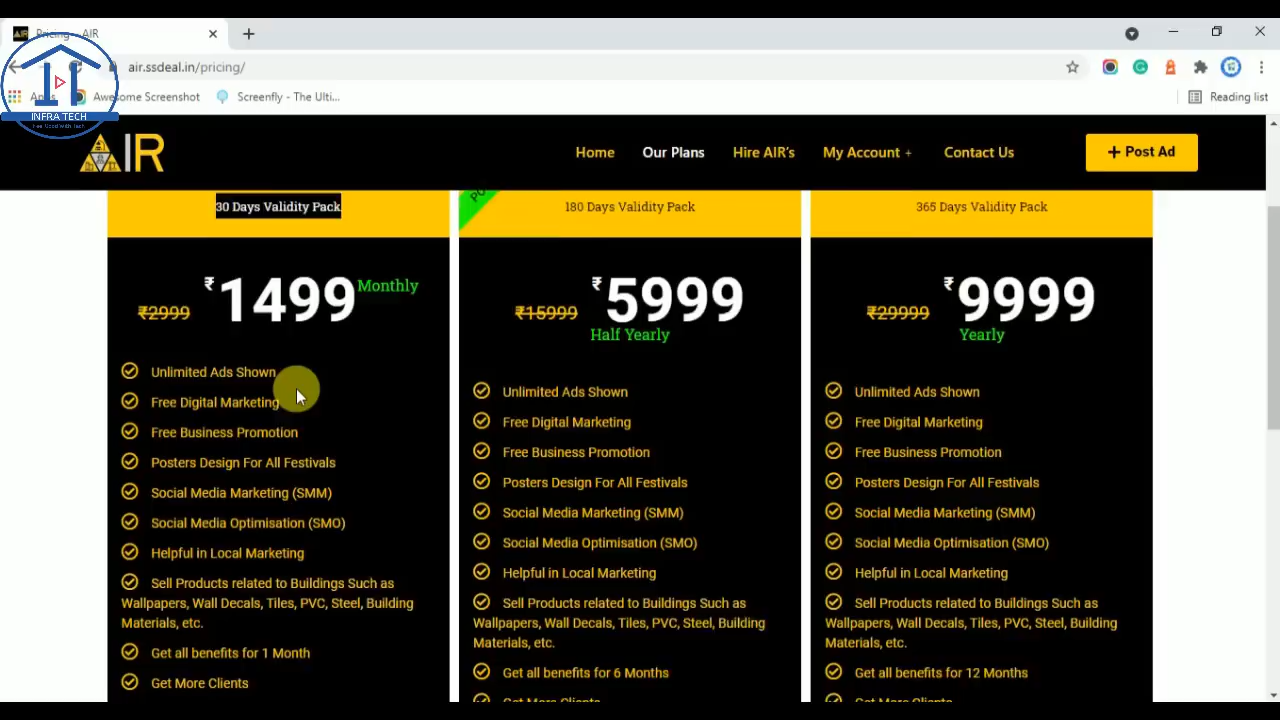 Pricing - AIR
air.ssdeal.in/pricing/
Apps
Awesome Screenshot
Screenfly - The Ulti...
Reading list
INFRA TECH
Feel Good with Tech
AIR
Home
Our Plans
Hire AIR's
My Account +
Contact Us
+ Post Ad
30 Days Validity Pack
₹2999 ₹1499 Monthly
Unlimited Ads Shown
Free Digital Marketing
Free Business Promotion
Posters Design For All Festivals
Social Media Marketing (SMM)
Social Media Optimisation (SMO)
Helpful in Local Marketing
Sell Products related to Buildings Such as
Wallpapers, Wall Decals, Tiles, PVC, Steel, Building
Materials, etc.
Get all benefits for 1 Month
Get More Clients
180 Days Validity Pack
₹15999 ₹5999
Half Yearly
Unlimited Ads Shown
Free Digital Marketing
Free Business Promotion
Posters Design For All Festivals
Social Media Marketing (SMM)
Social Media Optimisation (SMO)
Helpful in Local Marketing
Sell Products related to Buildings Such as
Wallpapers, Wall Decals, Tiles, PVC, Steel, Building
Materials, etc.
Get all benefits for 6 Months
Get More Clients
365 Days Validity Pack
₹29999 ₹9999
Yearly
Unlimited Ads Shown
Free Digital Marketing
Free Business Promotion
Posters Design For All Festivals
Social Media Marketing (SMM)
Social Media Optimisation (SMO)
Helpful in Local Marketing
Sell Products related to Buildings Such as
Wallpapers, Wall Decals, Tiles, PVC, Steel, Building
Materials, etc.
Get all benefits for 12 Months
Get More Clients